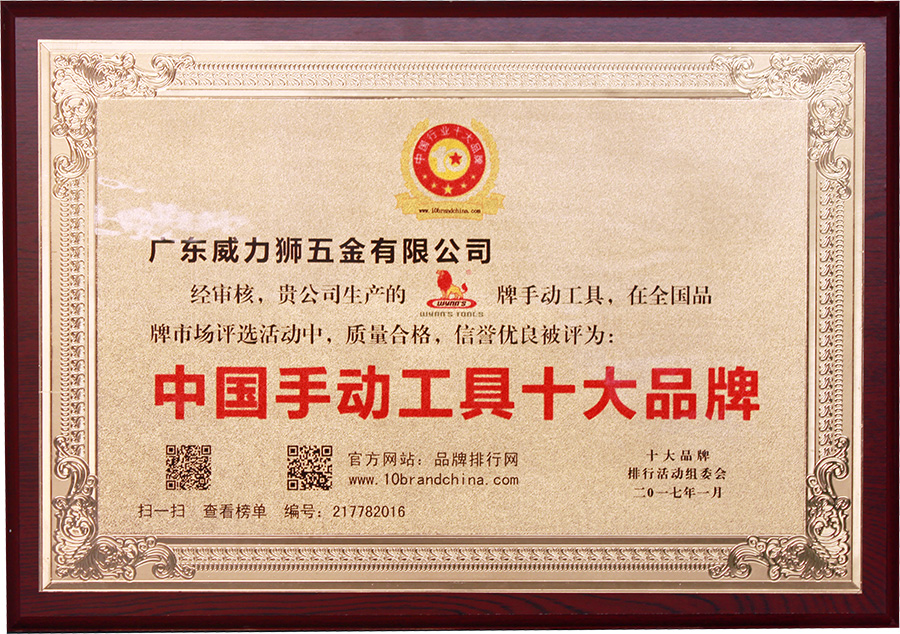 中国行业十大品牌
10
www.10brandchina.com
广东威力狮五金有限公司
经审核，贵公司生产的 WYNN'S WYNN'S TOOLS 牌手动工具，在全国品
牌市场评选活动中，质量合格，信誉优良被评为：
中国手动工具十大品牌
官方网站：品牌排行网
www.10brandchina.com
扫一扫 查看榜单 编号：217782016
十大品牌
排行活动组委会
二〇一七年一月